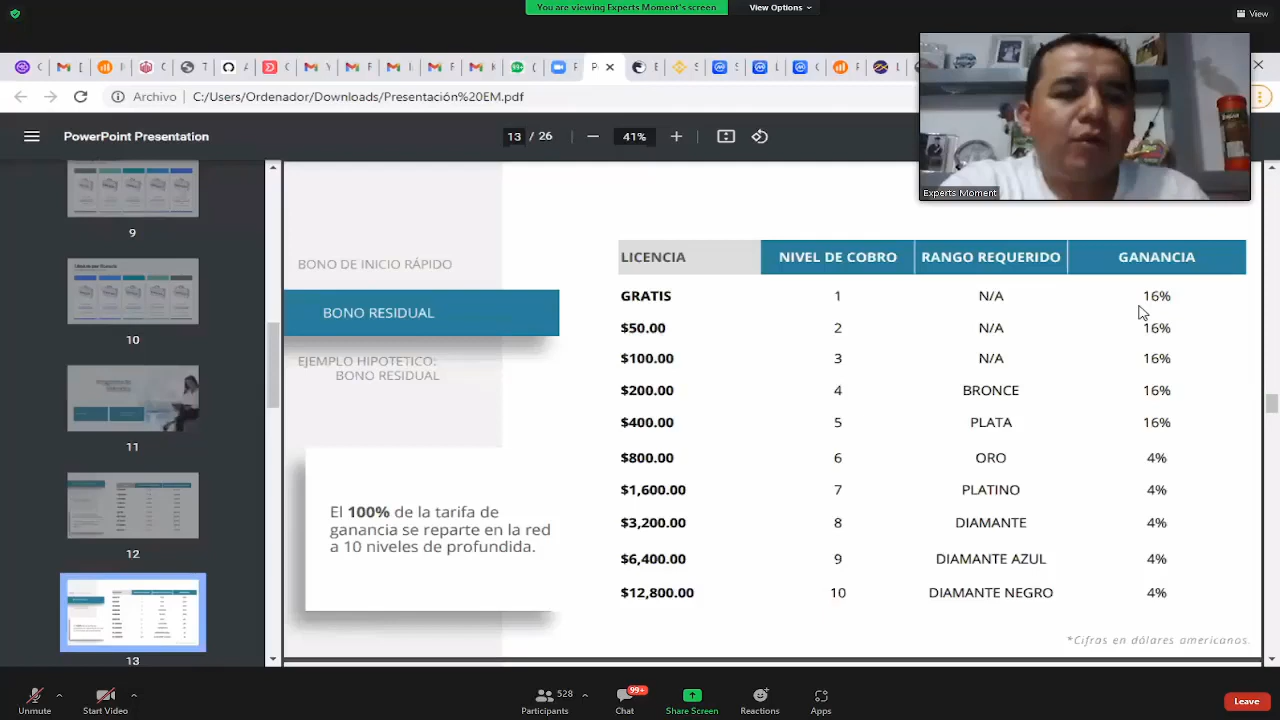 You are viewing Experts Moment's screen
View Options
View
Archivo
C:/Users/Ordenador/Downloads/Presentación%20EM.pdf
PowerPoint Presentation
13 / 26
41%
9
10
11
12
13
BONO DE INICIO RÁPIDO
BONO RESIDUAL
EJEMPLO HIPOTETICO:
BONO RESIDUAL
El 100% de la tarifa de
ganancia se reparte en la red
a 10 niveles de profundida.
LICENCIA NIVEL DE COBRO RANGO REQUERIDO GANANCIA
GRATIS 1 N/A 16%
$50.00 2 N/A 16%
$100.00 3 N/A 16%
$200.00 4 BRONCE 16%
$400.00 5 PLATA 16%
$800.00 6 ORO 4%
$1,600.00 7 PLATINO 4%
$3,200.00 8 DIAMANTE 4%
$6,400.00 9 DIAMANTE AZUL 4%
$12,800.00 10 DIAMANTE NEGRO 4%
*Cifras en dólares americanos.
Experts Moment
Unmute
Start Video
528
Participants
99+
Chat
Share Screen
Reactions
Apps
Leave